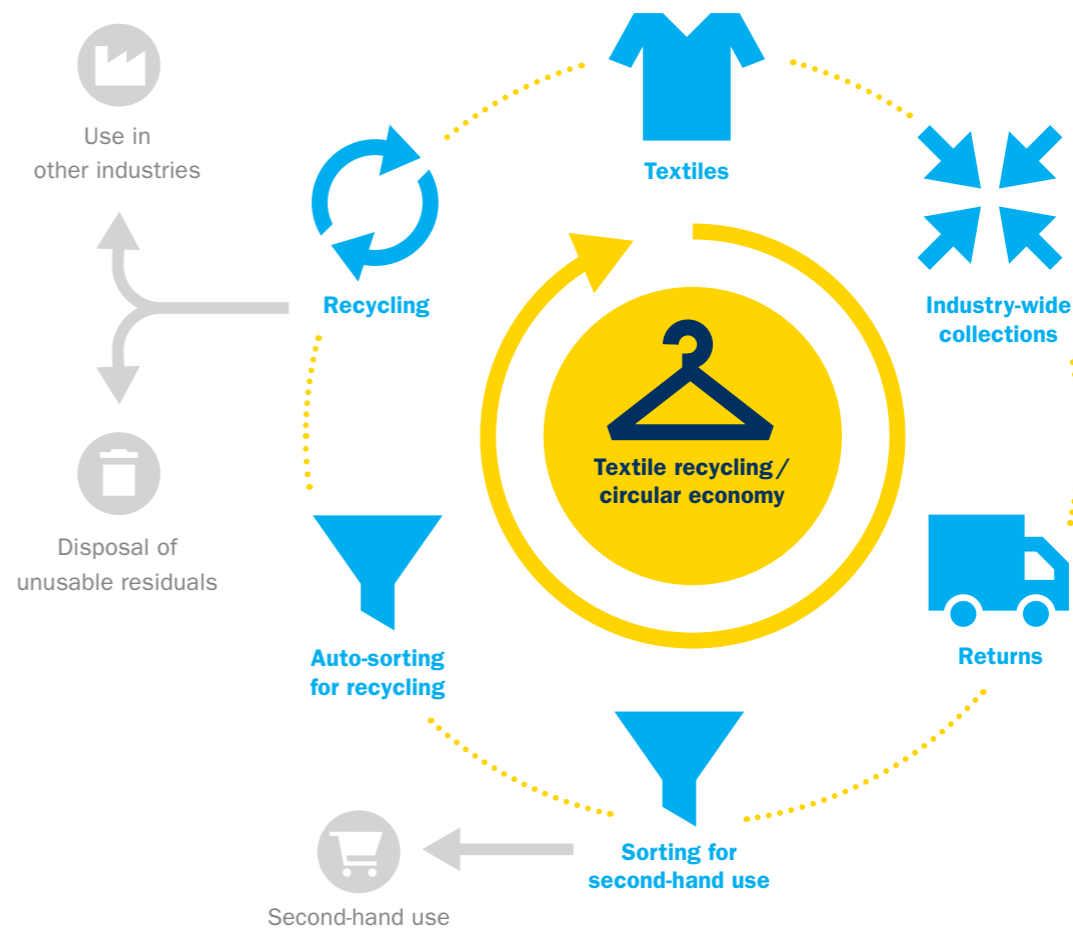 Use in
other industries
Textiles
Recycling
Industry-wide
collections
Textile recycling /
circular economy
Disposal of
unusable residuals
Auto-sorting
for recycling
Returns
Sorting for
second-hand use
Second-hand use